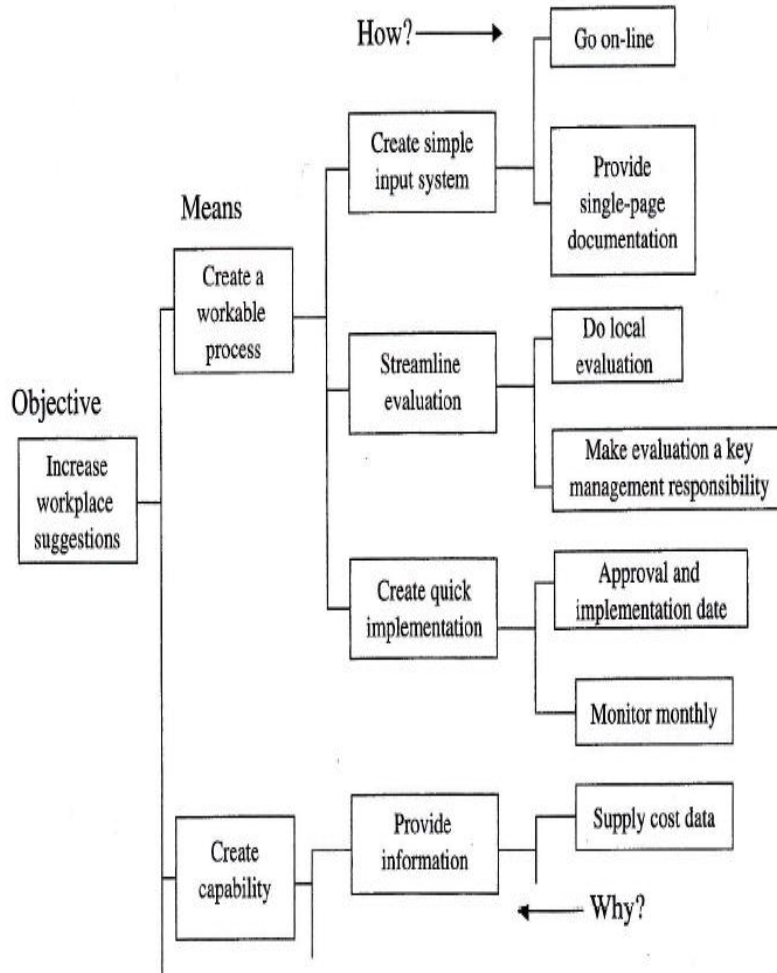 How?
Go on-line
Create simple
input system
Provide
single-page
documentation
Means
Create a
workable
process
Do local
evaluation
Streamline
evaluation
Objective
Increase
workplace
suggestions
Make evaluation a key
management responsibility
Create quick
implementation
Approval and
implementation date
Monitor monthly
Create
capability
Provide
information
Supply cost data
Why?